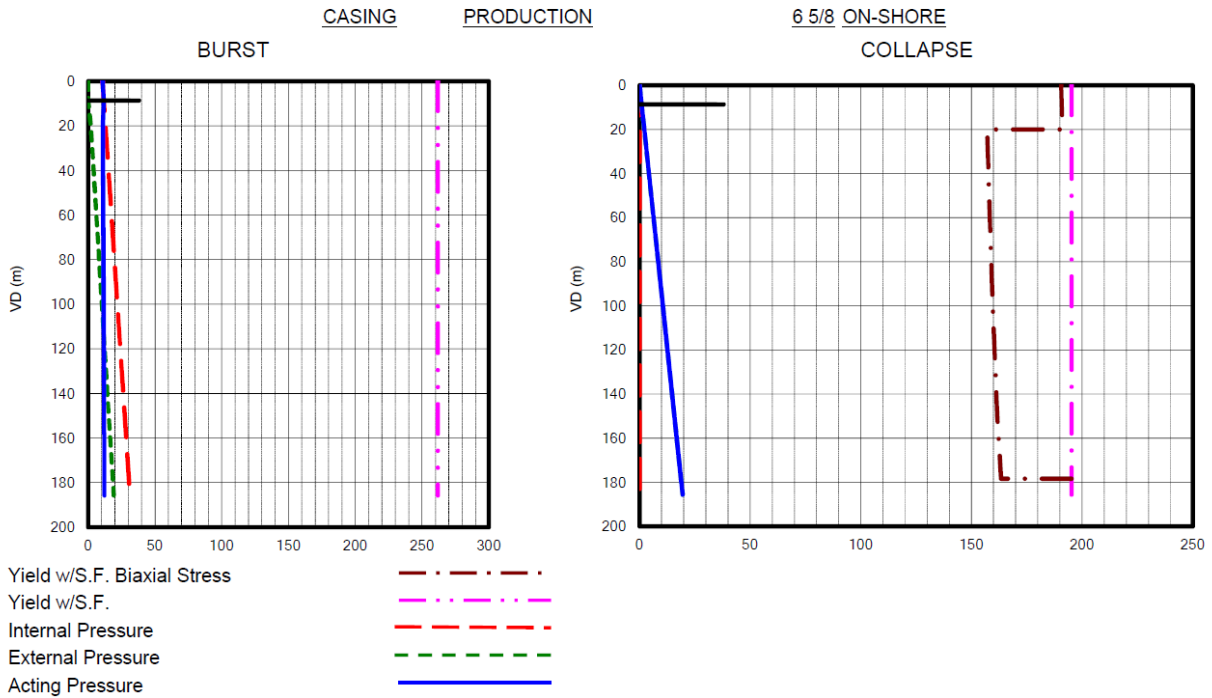 CASING PRODUCTION 6 5/8 ON-SHORE
BURST
0
20
40
60
80
100
120
140
160
180
200
VD (m)
0 50 100 150 200 250 300
COLLAPSE
0
20
40
60
80
100
120
140
160
180
200
VD (m)
0 50 100 150 200 250
Yield w/S.F. Biaxial Stress
Yield w/S.F.
Internal Pressure
External Pressure
Acting Pressure